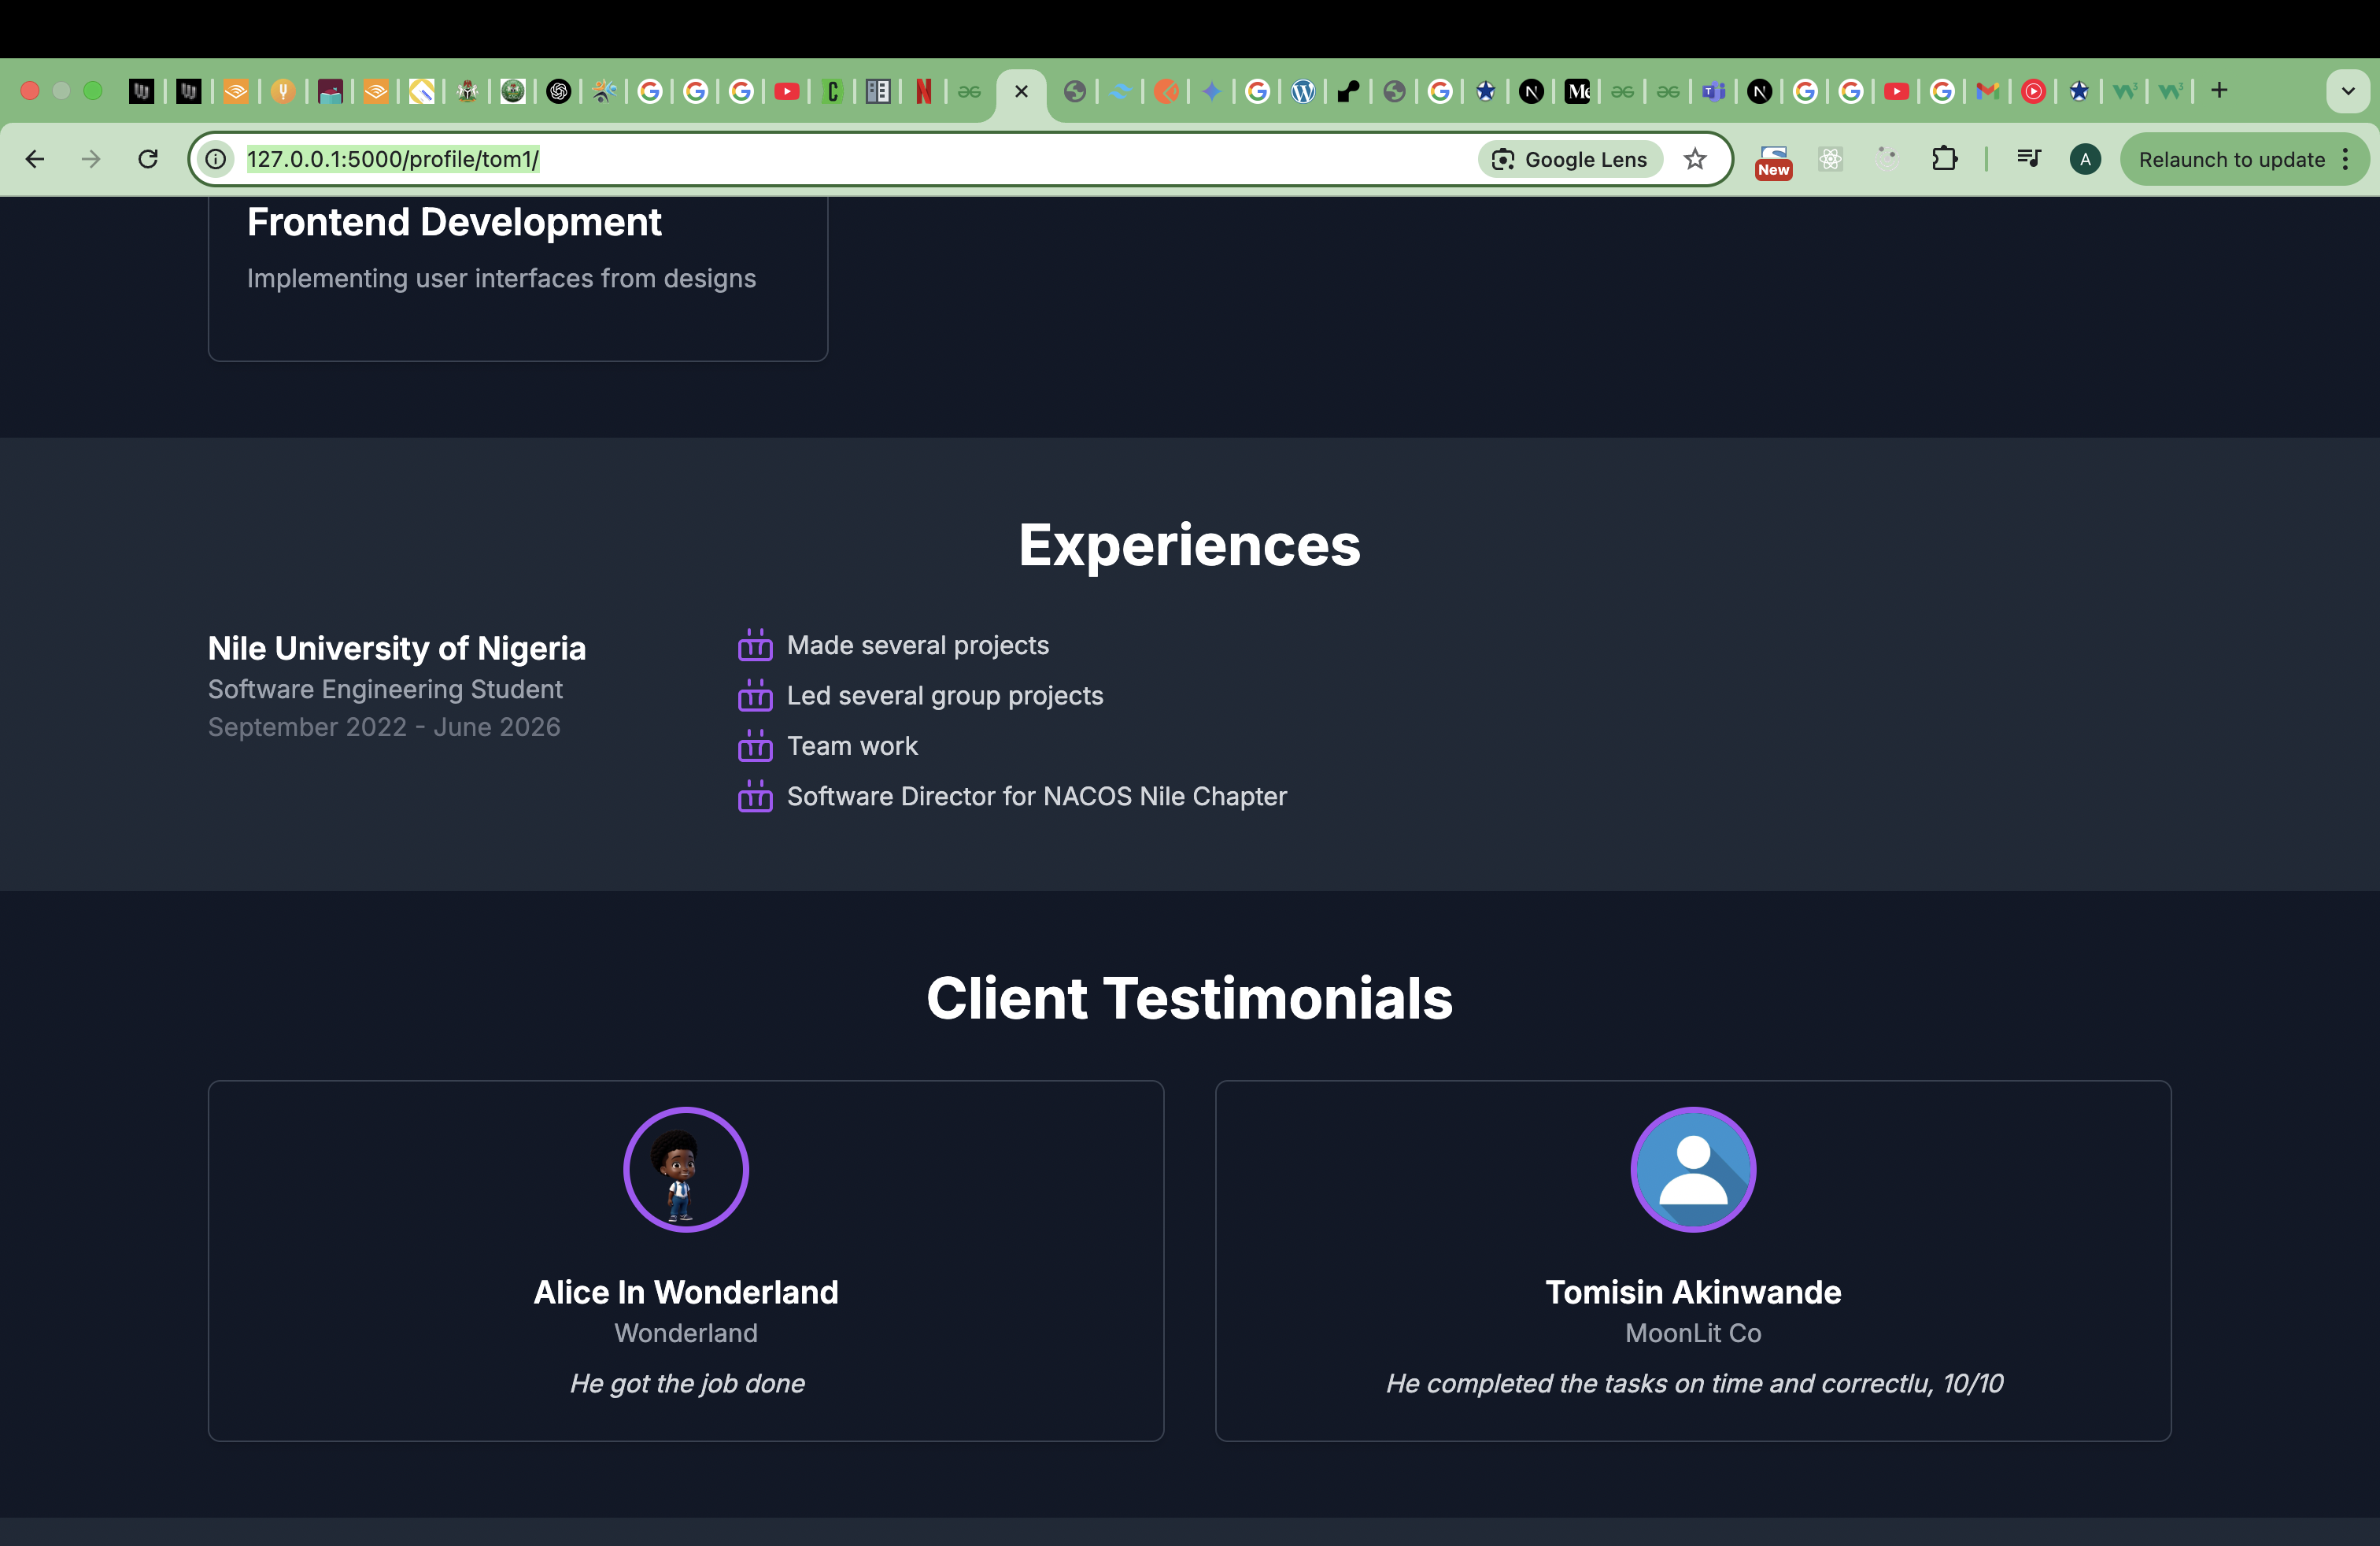 127.0.0.1:5000/profile/tom1/
Google Lens
New
A
Relaunch to update
Frontend Development
Implementing user interfaces from designs
Experiences
Nile University of Nigeria
Software Engineering Student
September 2022 - June 2026
Made several projects
Led several group projects
Team work
Software Director for NACOS Nile Chapter
Client Testimonials
Alice In Wonderland
Wonderland
He got the job done
Tomisin Akinwande
MoonLit Co
He completed the tasks on time and correctlu, 10/10